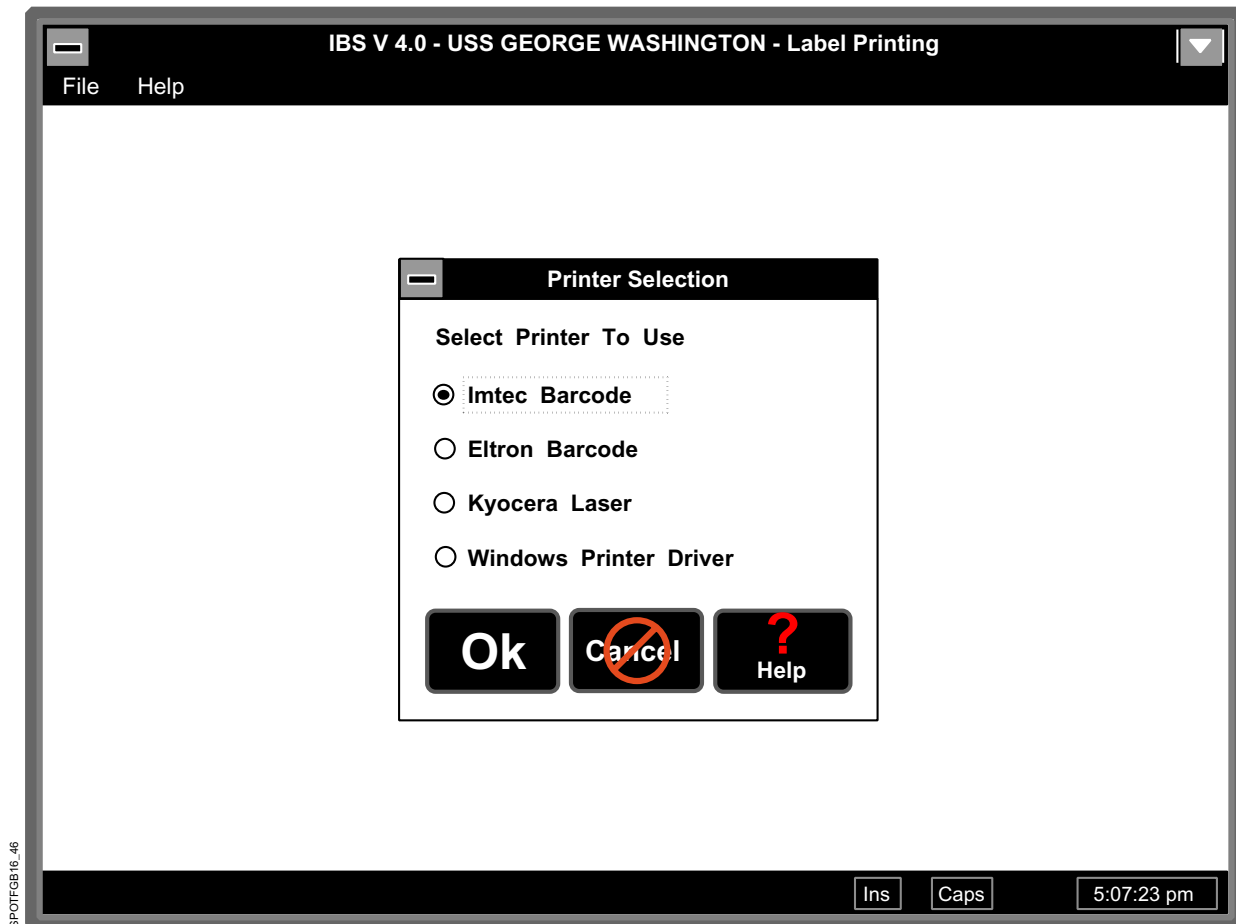 IBS V 4.0 - USS GEORGE WASHINGTON - Label Printing
File Help
Printer Selection
Select Printer To Use
Imtec Barcode
Eltron Barcode
Kyocera Laser
Windows Printer Driver
Ok Cancel ? Help
Ins Caps 5:07:23 pm
SPOTFGB16_46